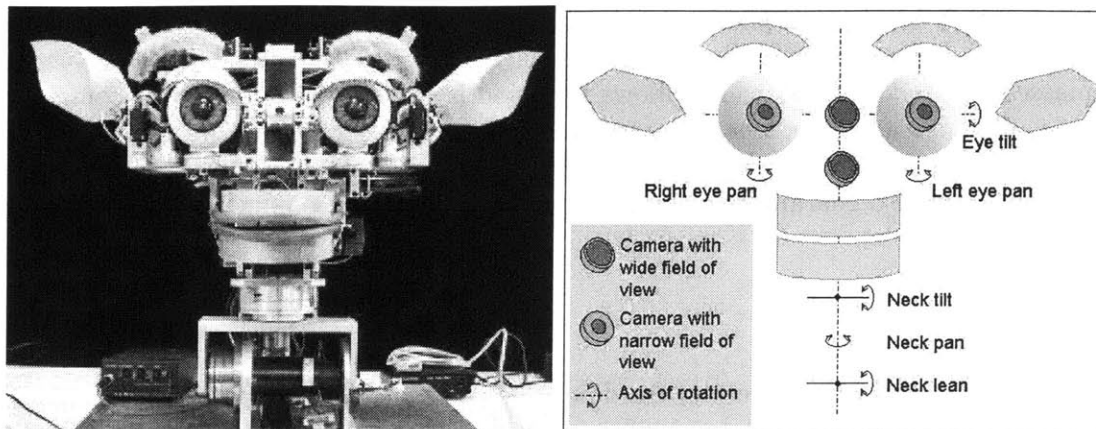 Eye tilt
Right eye pan
Left eye pan
Camera with
wide field of
view
Camera with
narrow field of
view
Axis of rotation
Neck tilt
Neck pan
Neck lean